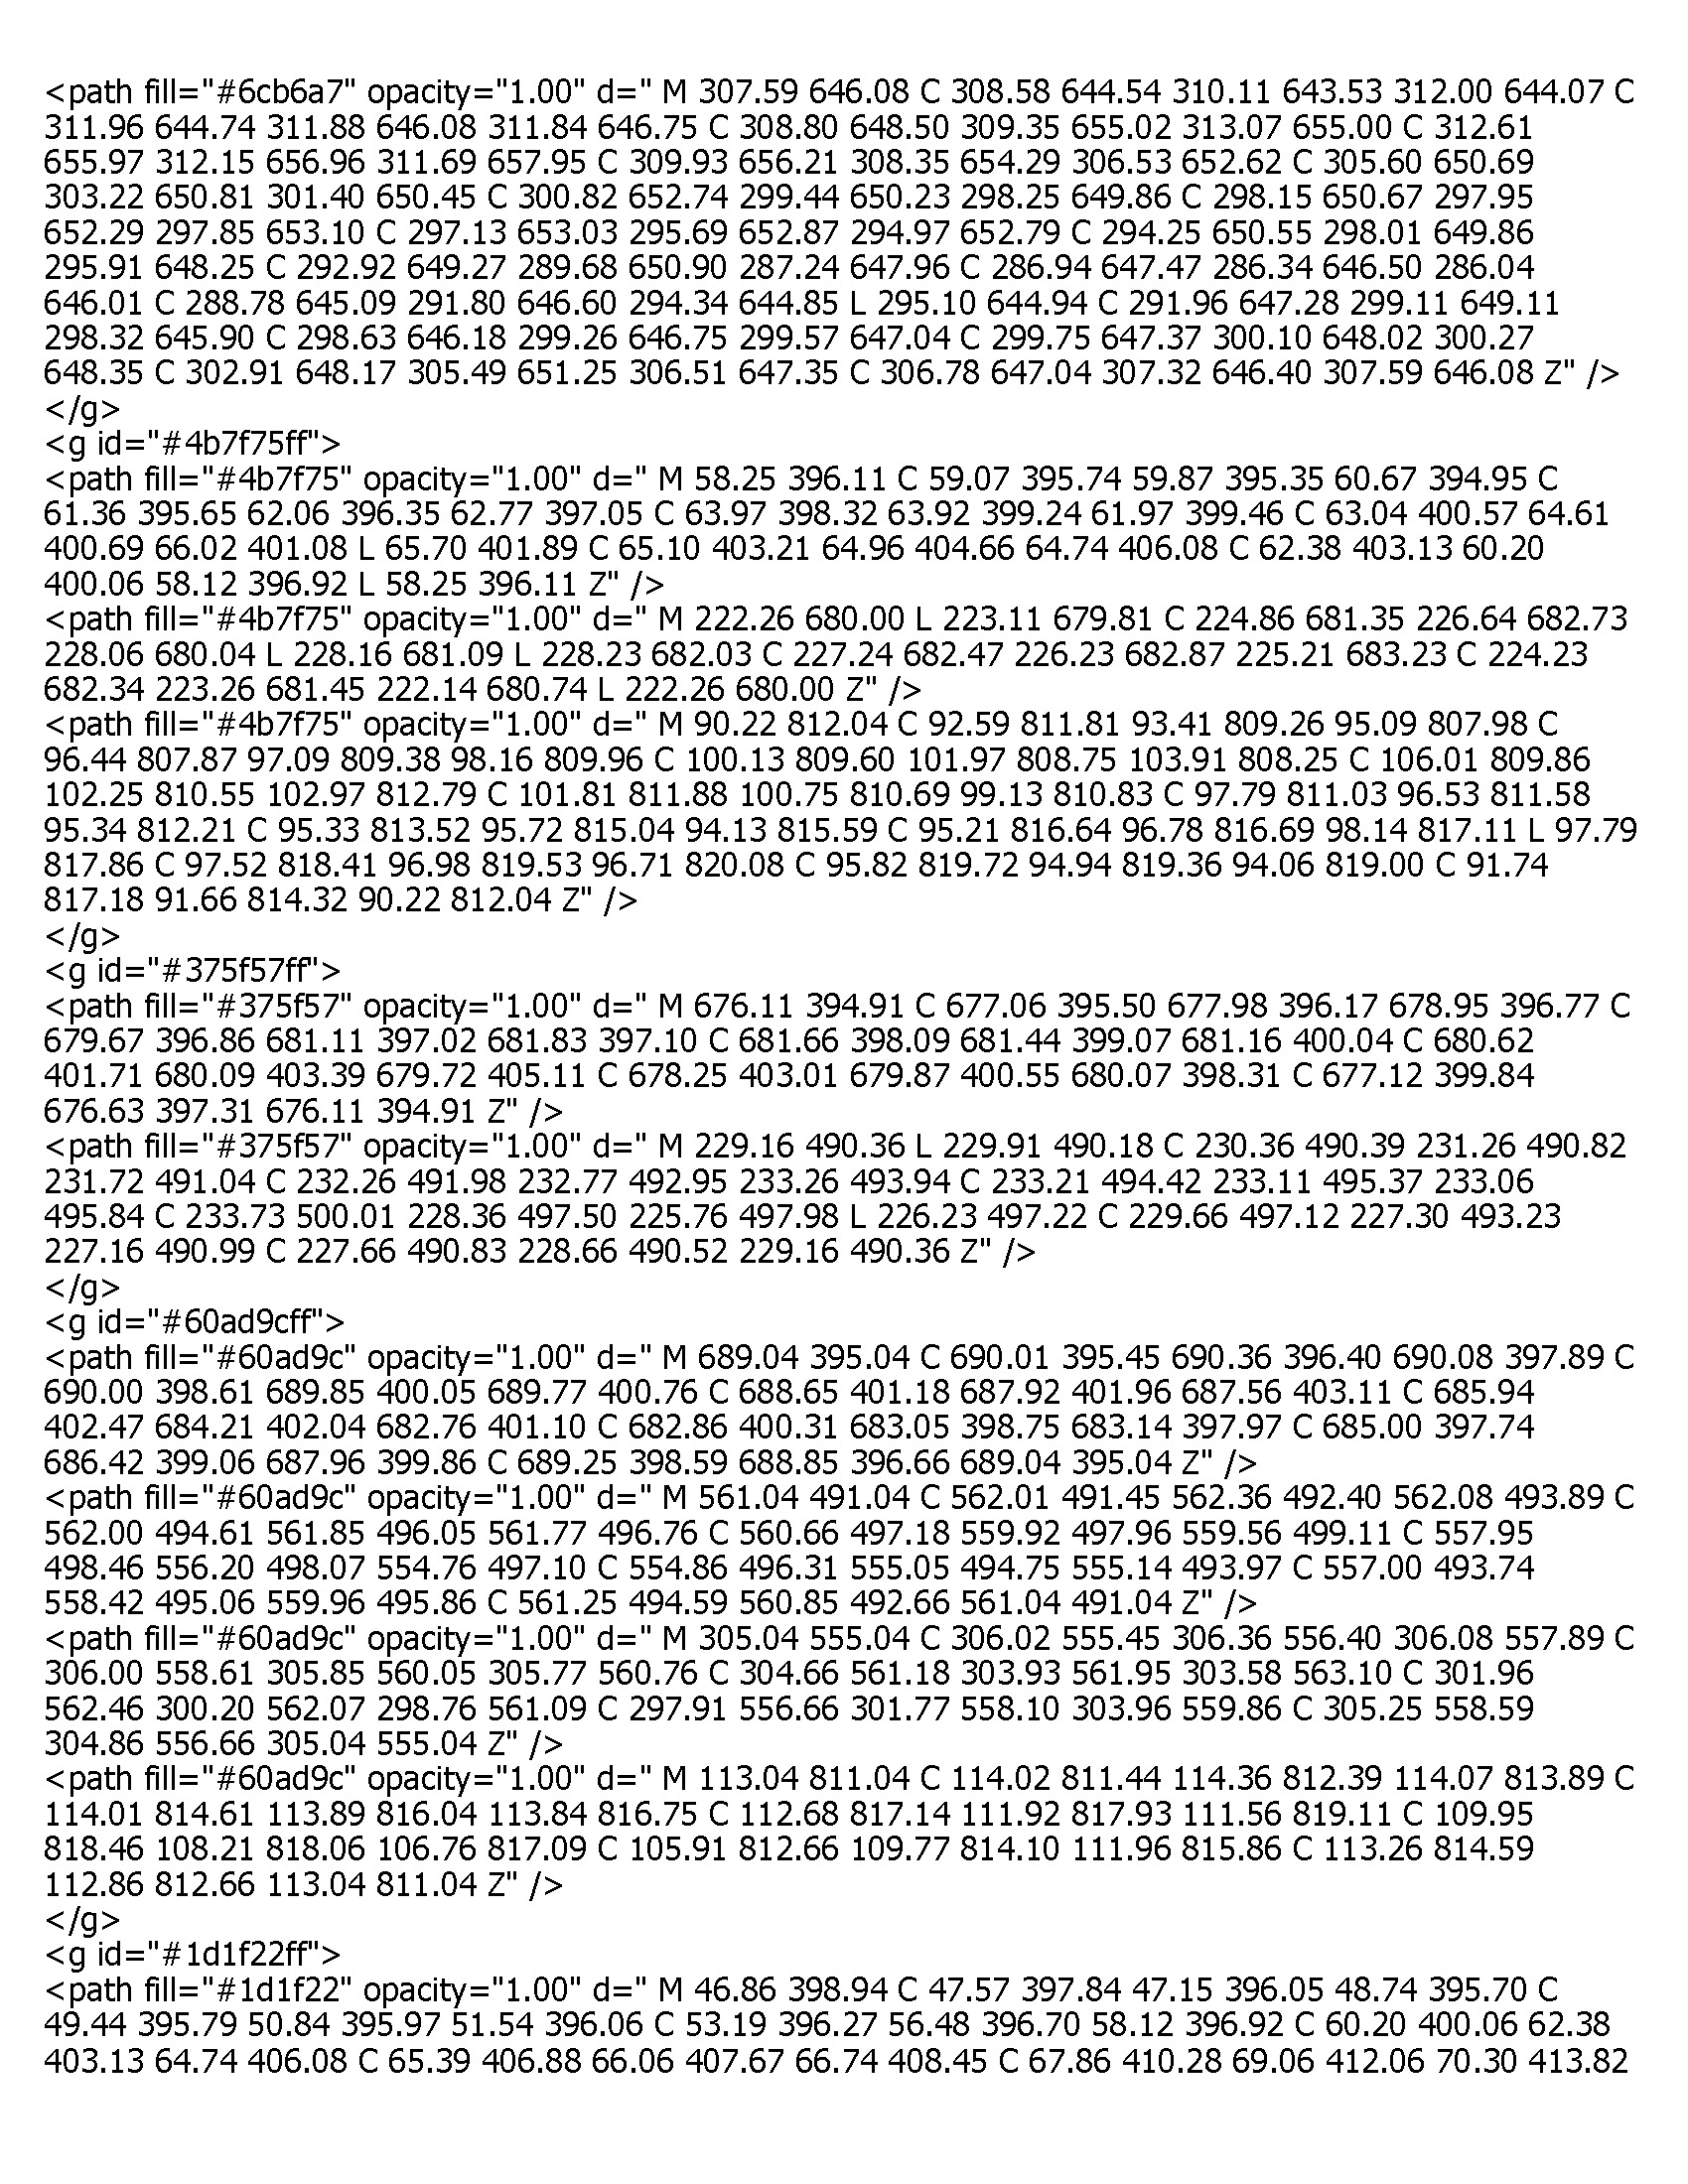 <path fill="#6cb6a7" opacity="1.00" d=" M 307.59 646.08 C 308.58 644.54 310.11 643.53 312.00 644.07 C
311.96 644.74 311.88 646.08 311.84 646.75 C 308.80 648.50 309.35 655.02 313.07 655.00 C 312.61
655.97 312.15 656.96 311.69 657.95 C 309.93 656.21 308.35 654.29 306.53 652.62 C 305.60 650.69
303.22 650.81 301.40 650.45 C 300.82 652.74 299.44 650.23 298.25 649.86 C 298.15 650.67 297.95
652.29 297.85 653.10 C 297.13 653.03 295.69 652.87 294.97 652.79 C 294.25 650.55 298.01 649.86
295.91 648.25 C 292.92 649.27 289.68 650.90 287.24 647.96 C 286.94 647.47 286.34 646.50 286.04
646.01 C 288.78 645.09 291.80 646.60 294.34 644.85 L 295.10 644.94 C 291.96 647.28 299.11 649.11
298.32 645.90 C 298.63 646.18 299.26 646.75 299.57 647.04 C 299.75 647.37 300.10 648.02 300.27
648.35 C 302.91 648.17 305.49 651.25 306.51 647.35 C 306.78 647.04 307.32 646.40 307.59 646.08 Z" />
</g>
<g id="#4b7f75ff">
<path fill="#4b7f75" opacity="1.00" d=" M 58.25 396.11 C 59.07 395.74 59.87 395.35 60.67 394.95 C
61.36 395.65 62.06 396.35 62.77 397.05 C 63.97 398.32 63.92 399.24 61.97 399.46 C 63.04 400.57 64.61
400.69 66.02 401.08 L 65.70 401.89 C 65.10 403.21 64.96 404.66 64.74 406.08 C 62.38 403.13 60.20
400.06 58.12 396.92 L 58.25 396.11 Z" />
<path fill="#4b7f75" opacity="1.00" d=" M 222.26 680.00 L 223.11 679.81 C 224.86 681.35 226.64 682.73
228.06 680.04 L 228.16 681.09 L 228.23 682.03 C 227.24 682.47 226.23 682.87 225.21 683.23 C 224.23
682.34 223.26 681.45 222.14 680.74 L 222.26 680.00 Z" />
<path fill="#4b7f75" opacity="1.00" d=" M 90.22 812.04 C 92.59 811.81 93.41 809.26 95.09 807.98 C
96.44 807.87 97.09 809.38 98.16 809.96 C 100.13 809.60 101.97 808.75 103.91 808.25 C 106.01 809.86
102.25 810.55 102.97 812.79 C 101.81 811.88 100.75 810.69 99.13 810.83 C 97.79 811.03 96.53 811.58
95.34 812.21 C 95.33 813.52 95.72 815.04 94.13 815.59 C 95.21 816.64 96.78 816.69 98.14 817.11 L 97.79
817.86 C 97.52 818.41 96.98 819.53 96.71 820.08 C 95.82 819.72 94.94 819.36 94.06 819.00 C 91.74
817.18 91.66 814.32 90.22 812.04 Z" />
</g>
<g id="#375f57ff">
<path fill="#375f57" opacity="1.00" d=" M 676.11 394.91 C 677.06 395.50 677.98 396.17 678.95 396.77 C
679.67 396.86 681.11 397.02 681.83 397.10 C 681.66 398.09 681.44 399.07 681.16 400.04 C 680.62
401.71 680.09 403.39 679.72 405.11 C 678.25 403.01 679.87 400.55 680.07 398.31 C 677.12 399.84
676.63 397.31 676.11 394.91 Z" />
<path fill="#375f57" opacity="1.00" d=" M 229.16 490.36 L 229.91 490.18 C 230.36 490.39 231.26 490.82
231.72 491.04 C 232.26 491.98 232.77 492.95 233.26 493.94 C 233.21 494.42 233.11 495.37 233.06
495.84 C 233.73 500.01 228.36 497.50 225.76 497.98 L 226.23 497.22 C 229.66 497.12 227.30 493.23
227.16 490.99 C 227.66 490.83 228.66 490.52 229.16 490.36 Z" />
</g>
<g id="#60ad9cff">
<path fill="#60ad9c" opacity="1.00" d=" M 689.04 395.04 C 690.01 395.45 690.36 396.40 690.08 397.89 C
690.00 398.61 689.85 400.05 689.77 400.76 C 688.65 401.18 687.92 401.96 687.56 403.11 C 685.94
402.47 684.21 402.04 682.76 401.10 C 682.86 400.31 683.05 398.75 683.14 397.97 C 685.00 397.74
686.42 399.06 687.96 399.86 C 689.25 398.59 688.85 396.66 689.04 395.04 Z" />
<path fill="#60ad9c" opacity="1.00" d=" M 561.04 491.04 C 562.01 491.45 562.36 492.40 562.08 493.89 C
562.00 494.61 561.85 496.05 561.77 496.76 C 560.66 497.18 559.92 497.96 559.56 499.11 C 557.95
498.46 556.20 498.07 554.76 497.10 C 554.86 496.31 555.05 494.75 555.14 493.97 C 557.00 493.74
558.42 495.06 559.96 495.86 C 561.25 494.59 560.85 492.66 561.04 491.04 Z" />
<path fill="#60ad9c" opacity="1.00" d=" M 305.04 555.04 C 306.02 555.45 306.36 556.40 306.08 557.89 C
306.00 558.61 305.85 560.05 305.77 560.76 C 304.66 561.18 303.93 561.95 303.58 563.10 C 301.96
562.46 300.20 562.07 298.76 561.09 C 297.91 556.66 301.77 558.10 303.96 559.86 C 305.25 558.59
304.86 556.66 305.04 555.04 Z" />
<path fill="#60ad9c" opacity="1.00" d=" M 113.04 811.04 C 114.02 811.44 114.36 812.39 114.07 813.89 C
114.01 814.61 113.89 816.04 113.84 816.75 C 112.68 817.14 111.92 817.93 111.56 819.11 C 109.95
818.46 108.21 818.06 106.76 817.09 C 105.91 812.66 109.77 814.10 111.96 815.86 C 113.26 814.59
112.86 812.66 113.04 811.04 Z" />
</g>
<g id="#1d1f22ff">
<path fill="#1d1f22" opacity="1.00" d=" M 46.86 398.94 C 47.57 397.84 47.15 396.05 48.74 395.70 C
49.44 395.79 50.84 395.97 51.54 396.06 C 53.19 396.27 56.48 396.70 58.12 396.92 C 60.20 400.06 62.38
403.13 64.74 406.08 C 65.39 406.88 66.06 407.67 66.74 408.45 C 67.86 410.28 69.06 412.06 70.30 413.82